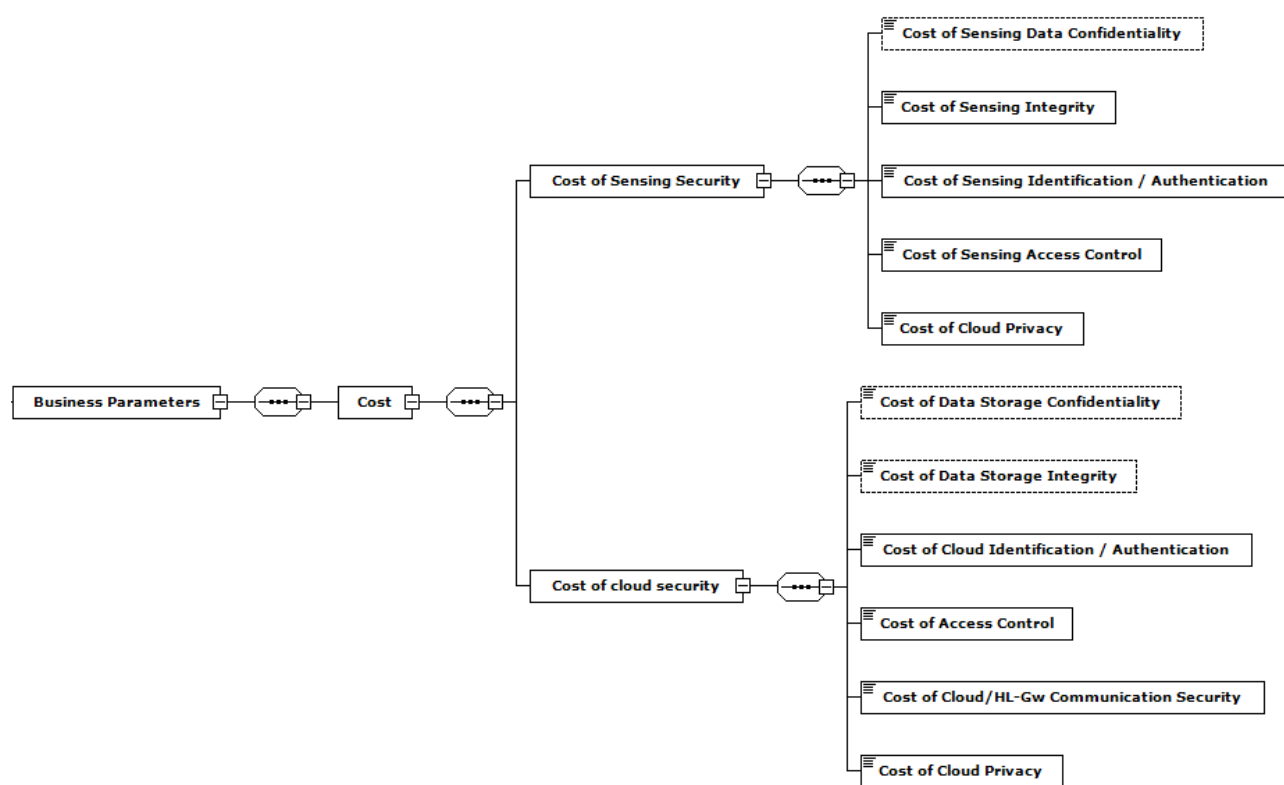 Cost of Sensing Data Confidentiality
Cost of Sensing Integrity
Cost of Sensing Security
Cost of Sensing Identification / Authentication
Cost of Sensing Access Control
Cost of Cloud Privacy
Business Parameters
Cost
Cost of Data Storage Confidentiality
Cost of Data Storage Integrity
Cost of Cloud Identification / Authentication
Cost of cloud security
Cost of Access Control
Cost of Cloud/HL-Gw Communication Security
Cost of Cloud Privacy